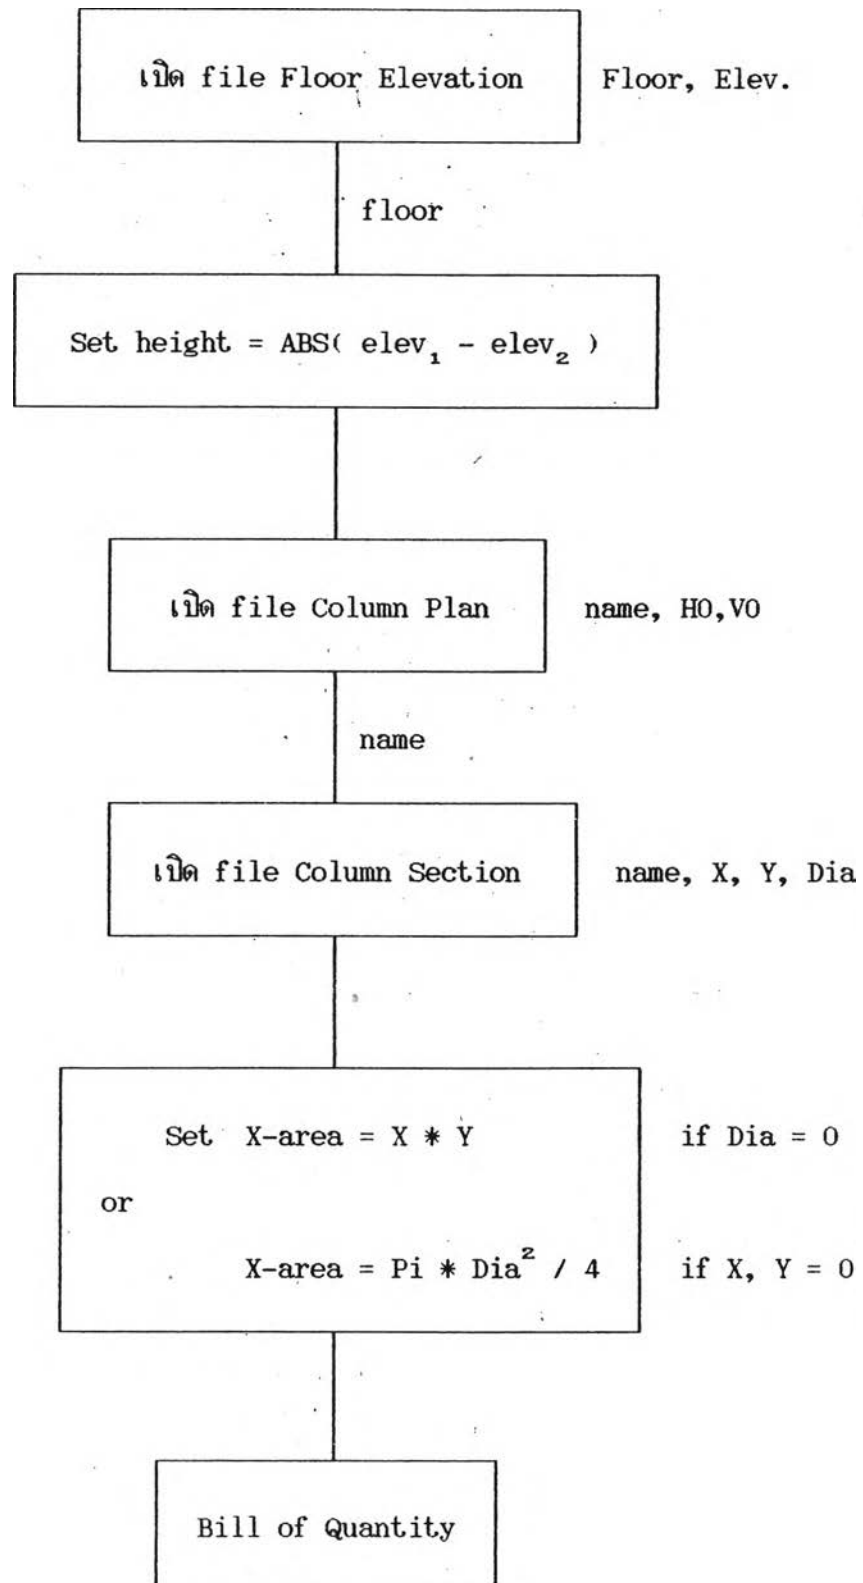 เปิด file Floor Elevation Floor, Elev.
floor
Set height = ABS( elev₁ - elev₂ )
เปิด file Column Plan name, HO,VO
name
เปิด file Column Section name, X, Y, Dia
Set X-area = X * Y if Dia = 0
or
X-area = Pi * Dia² / 4 if X, Y = 0
Bill of Quantity